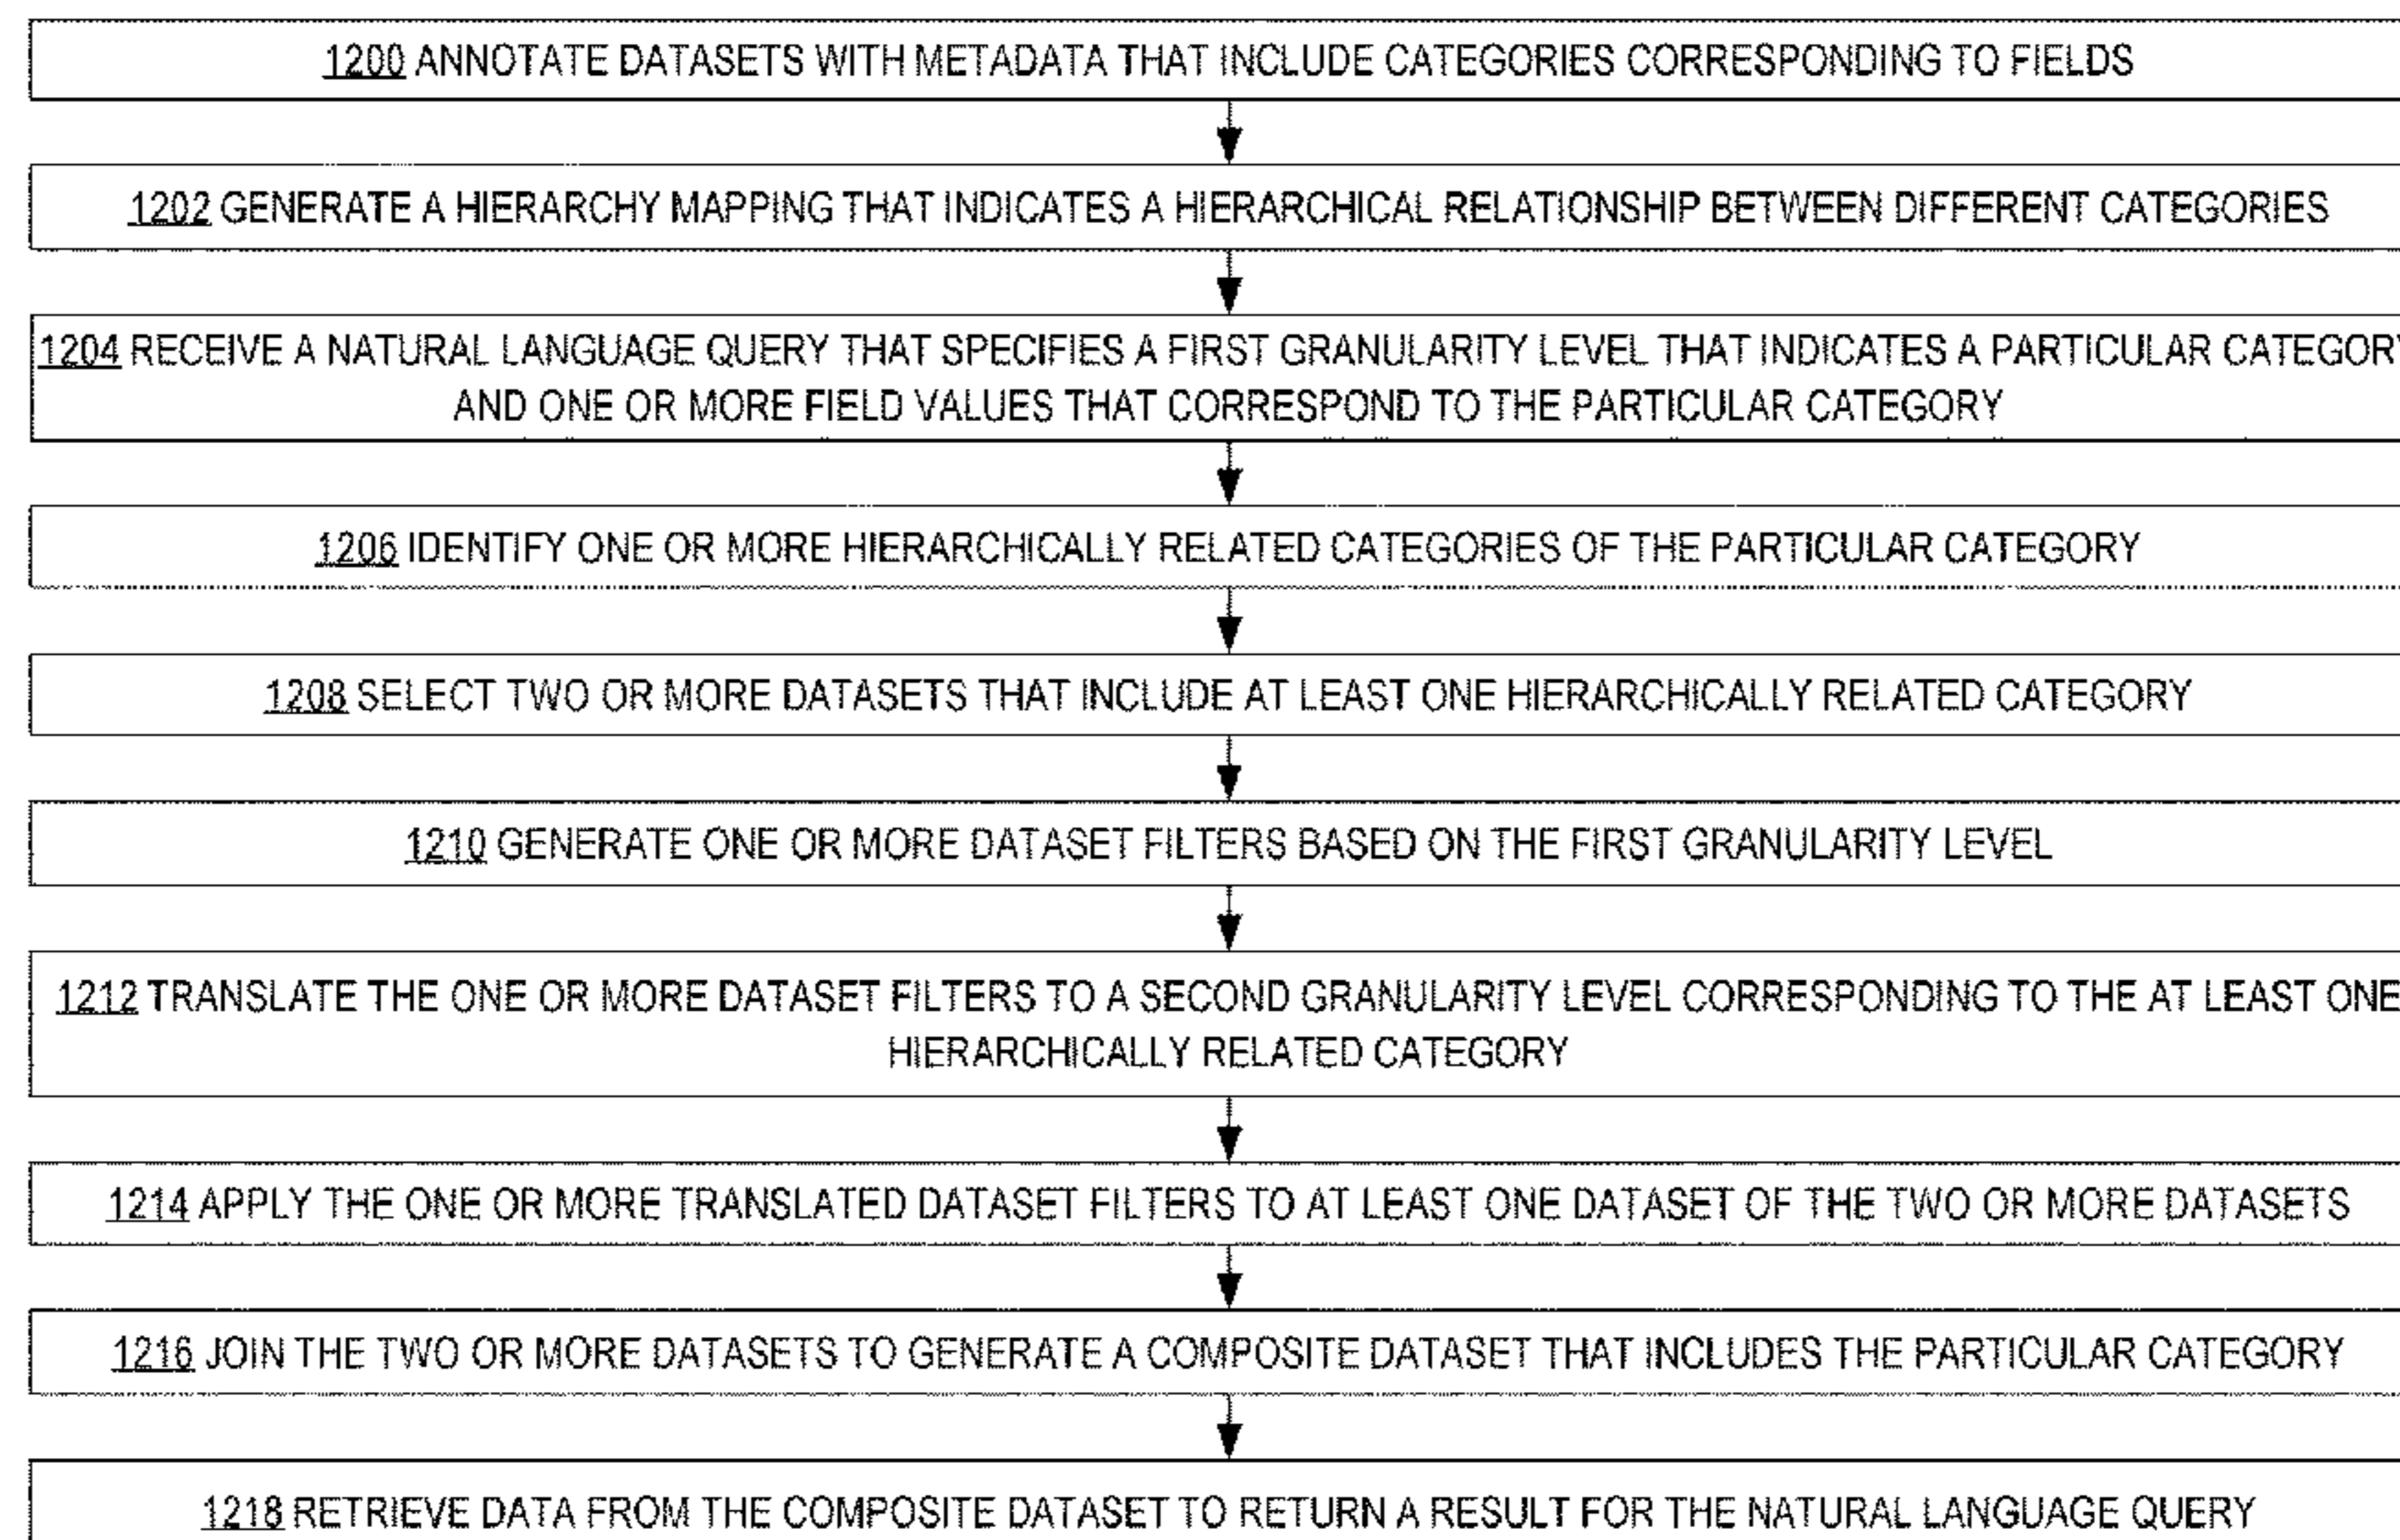 1200 ANNOTATE DATASETS WITH METADATA THAT INCLUDE CATEGORIES CORRESPONDING TO FIELDS
1202 GENERATE A HIERARCHY MAPPING THAT INDICATES A HIERARCHICAL RELATIONSHIP BETWEEN DIFFERENT CATEGORIES
1204 RECEIVE A NATURAL LANGUAGE QUERY THAT SPECIFIES A FIRST GRANULARITY LEVEL THAT INDICATES A PARTICULAR CATEGORY
AND ONE OR MORE FIELD VALUES THAT CORRESPOND TO THE PARTICULAR CATEGORY
1206 IDENTIFY ONE OR MORE HIERARCHICALLY RELATED CATEGORIES OF THE PARTICULAR CATEGORY
1208 SELECT TWO OR MORE DATASETS THAT INCLUDE AT LEAST ONE HIERARCHICALLY RELATED CATEGORY
1210 GENERATE ONE OR MORE DATASET FILTERS BASED ON THE FIRST GRANULARITY LEVEL
1212 TRANSLATE THE ONE OR MORE DATASET FILTERS TO A SECOND GRANULARITY LEVEL CORRESPONDING TO THE AT LEAST ONE
HIERARCHICALLY RELATED CATEGORY
1214 APPLY THE ONE OR MORE TRANSLATED DATASET FILTERS TO AT LEAST ONE DATASET OF THE TWO OR MORE DATASETS
1216 JOIN THE TWO OR MORE DATASETS TO GENERATE A COMPOSITE DATASET THAT INCLUDES THE PARTICULAR CATEGORY
1218 RETRIEVE DATA FROM THE COMPOSITE DATASET TO RETURN A RESULT FOR THE NATURAL LANGUAGE QUERY